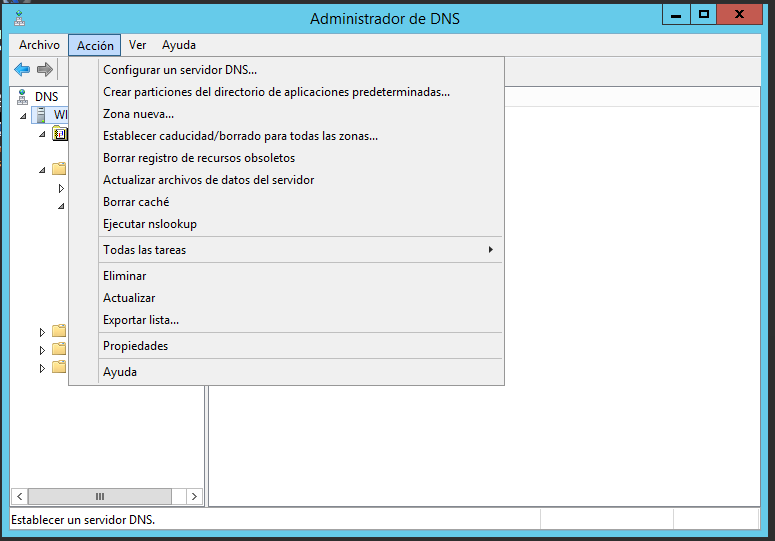 Administrador de DNS
Archivo Acción Ver Ayuda
Configurar un servidor DNS...
Crear particiones del directorio de aplicaciones predeterminadas...
Zona nueva...
Establecer caducidad/borrado para todas las zonas...
Borrar registro de recursos obsoletos
Actualizar archivos de datos del servidor
Borrar caché
Ejecutar nslookup
Todas las tareas
Eliminar
Actualizar
Exportar lista...
Propiedades
Ayuda
DNS
WI
Establecer un servidor DNS.